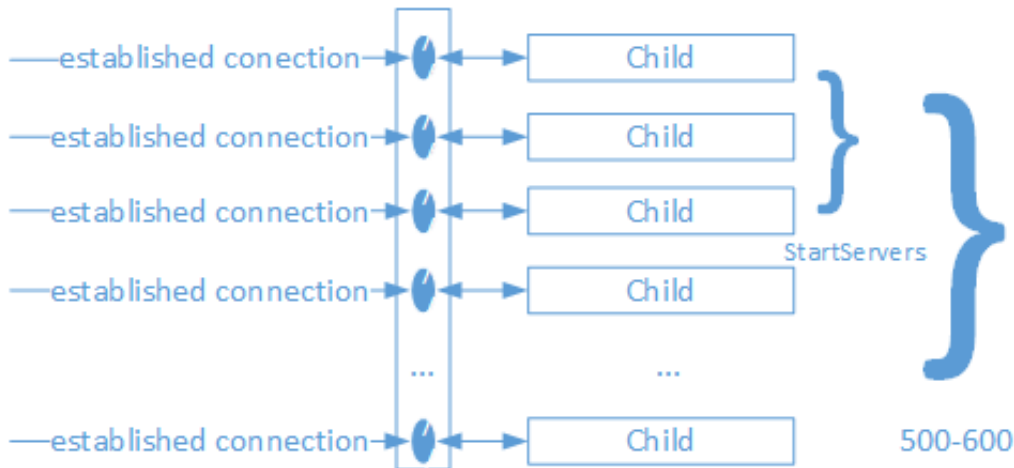 established conection Child
established connection Child
established connection Child
StartServers
established connection Child
... ...
established connection Child
500-600